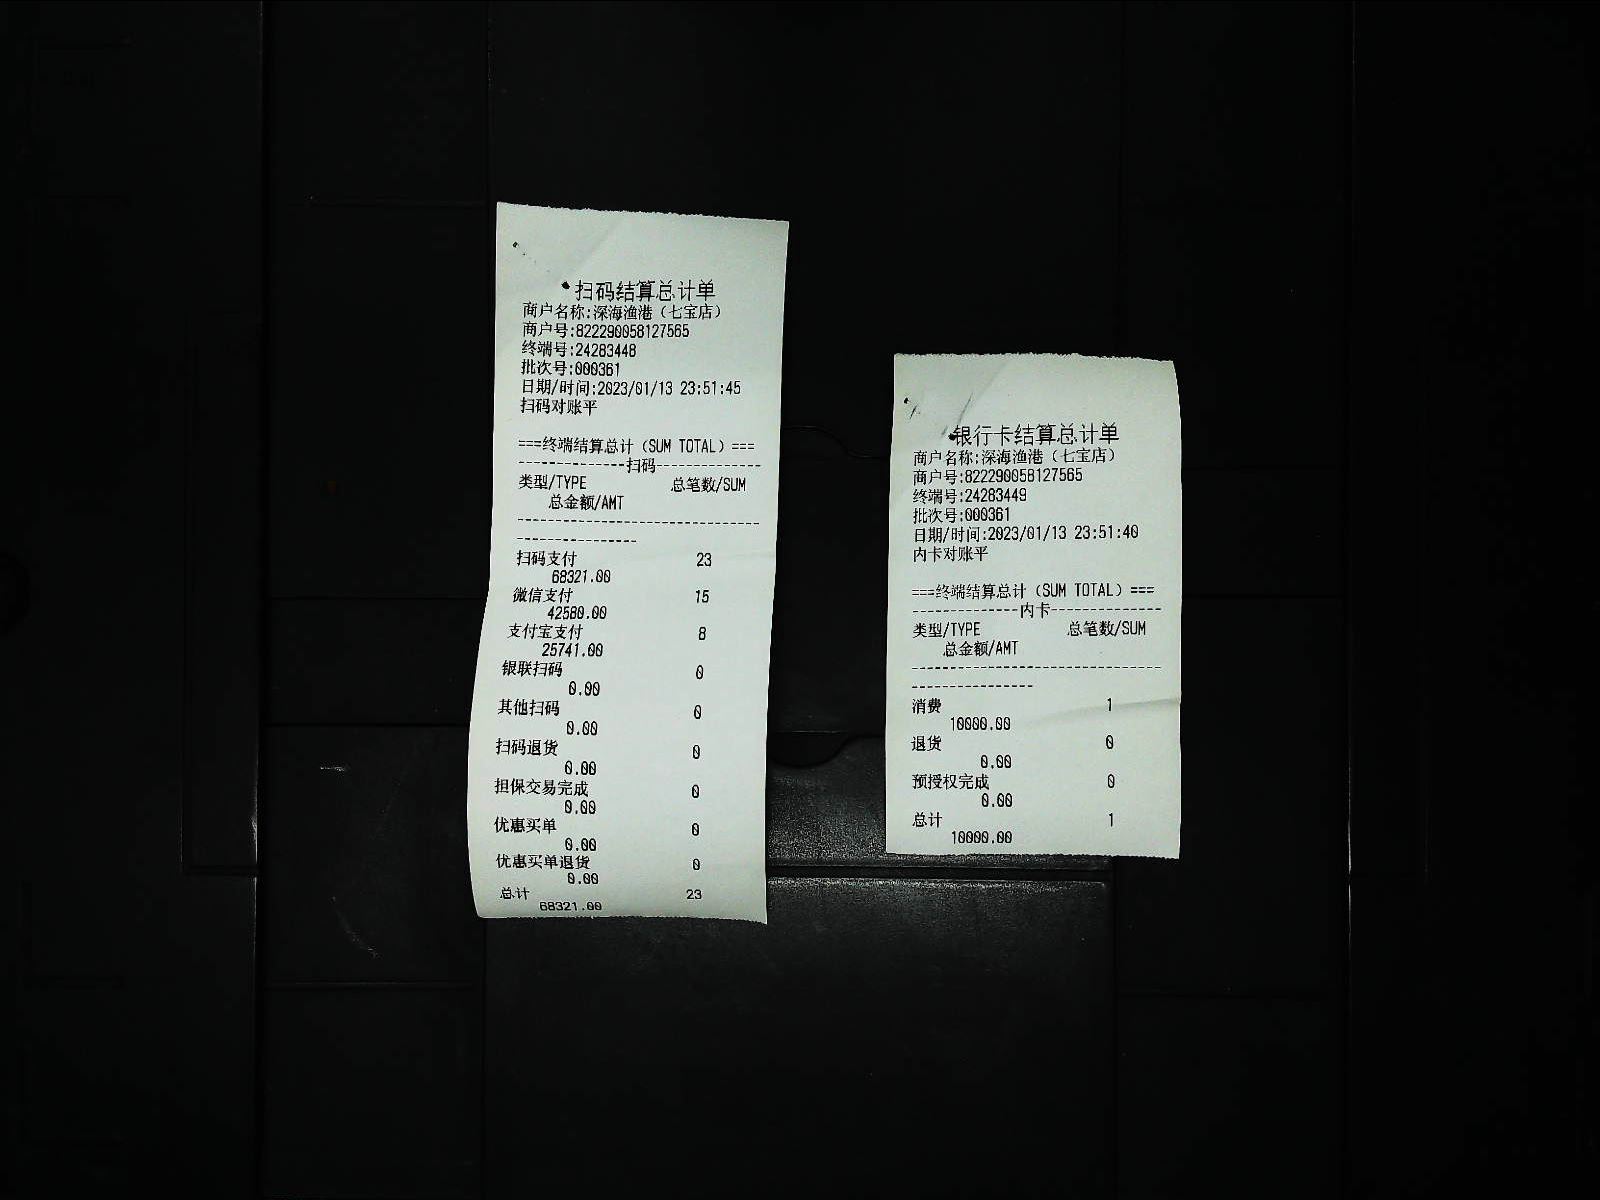 扫码结算总计单
商户名称:深海渔港（七宝店）
商户号:822290058127565
终端号:24283448
批次号:000361
日期/时间:2023/01/13 23:51:45
扫码对账平
===终端结算总计（SUM TOTAL）===
--------------扫码--------------
类型/TYPE 总笔数/SUM
总金额/AMT
--------------------------------
----------------
扫码支付 23
68321.00
微信支付 15
42580.00
支付宝支付 8
25741.00
银联扫码 0
0.00
其他扫码 0
0.00
扫码退货 0
0.00
担保交易完成 0
0.00
优惠买单 0
0.00
优惠买单退货 0
0.00
总计 23
68321.00
银行卡结算总计单
商户名称:深海渔港（七宝店）
商户号:822290058127565
终端号:24283449
批次号:000361
日期/时间:2023/01/13 23:51:40
内卡对账平
===终端结算总计（SUM TOTAL）===
--------------内卡--------------
类型/TYPE 总笔数/SUM
总金额/AMT
--------------------------------
----------------
消费 1
10000.00
退货 0
0.00
预授权完成 0
0.00
总计 1
10000.00